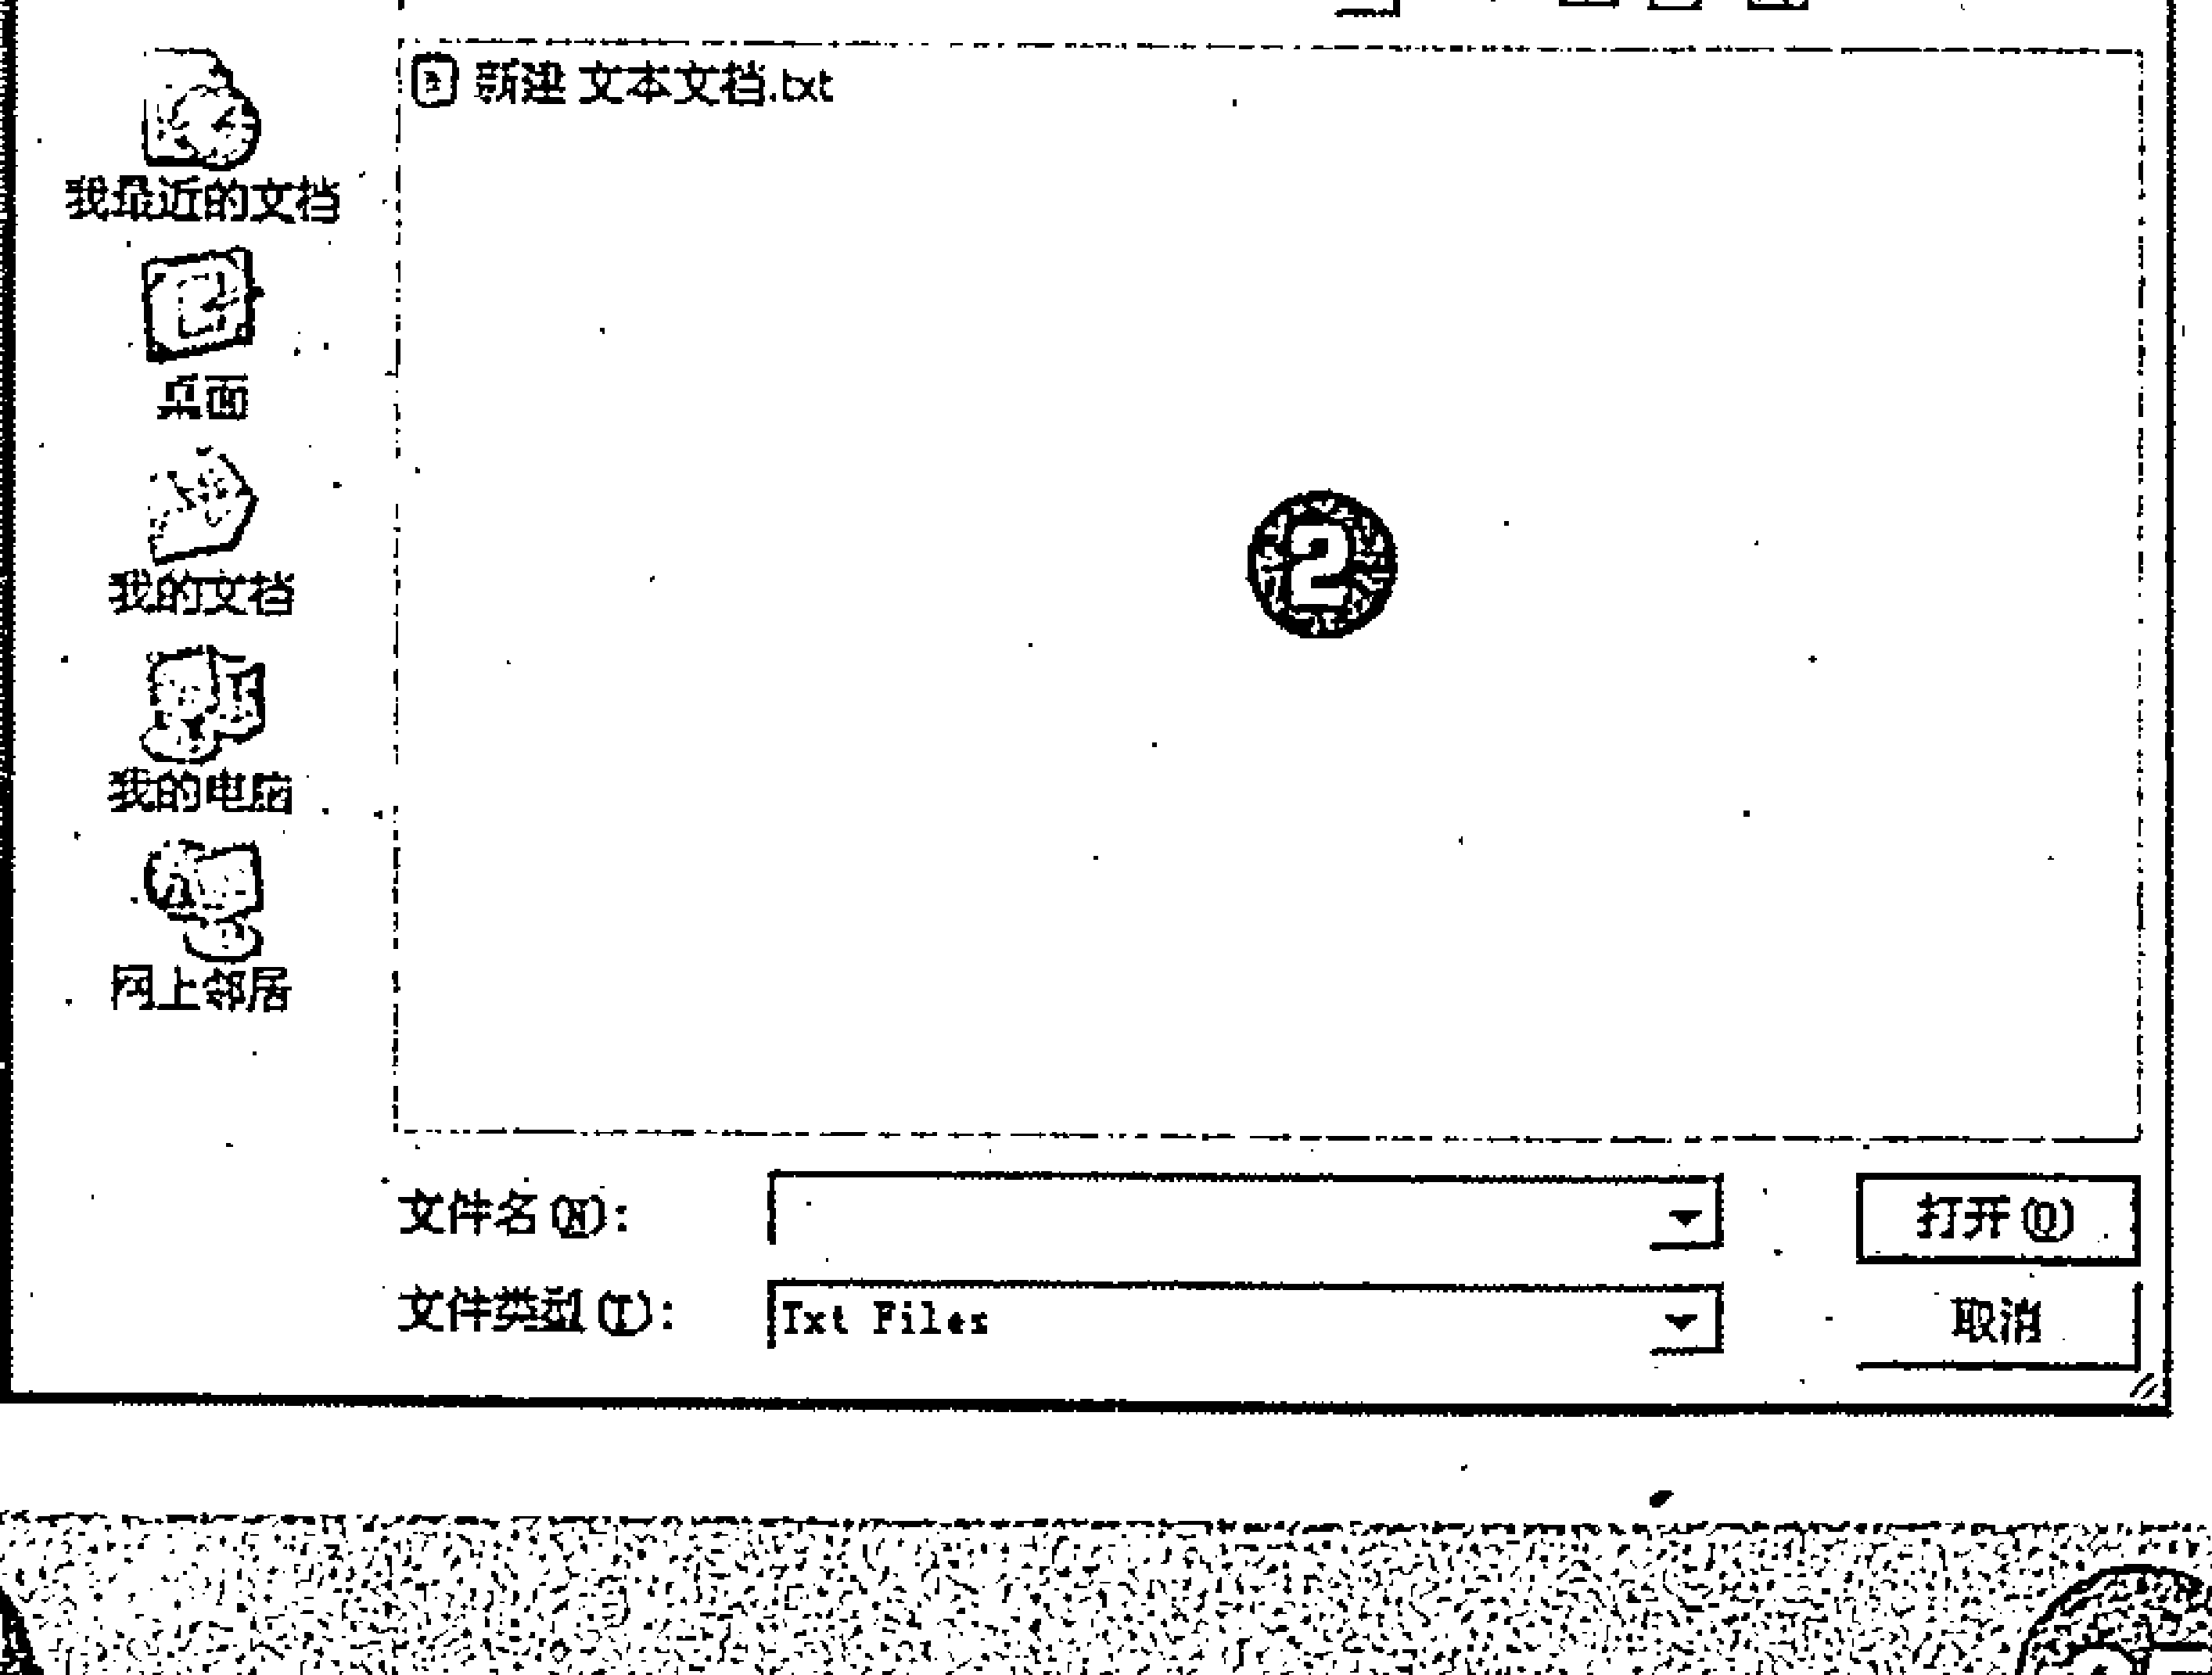 新建 文本文档.txt
我最近的文档
桌面
我的文档
我的电脑
网上邻居
2
文件名(N):
打开(O)
文件类型(T):
Txt Files
取消